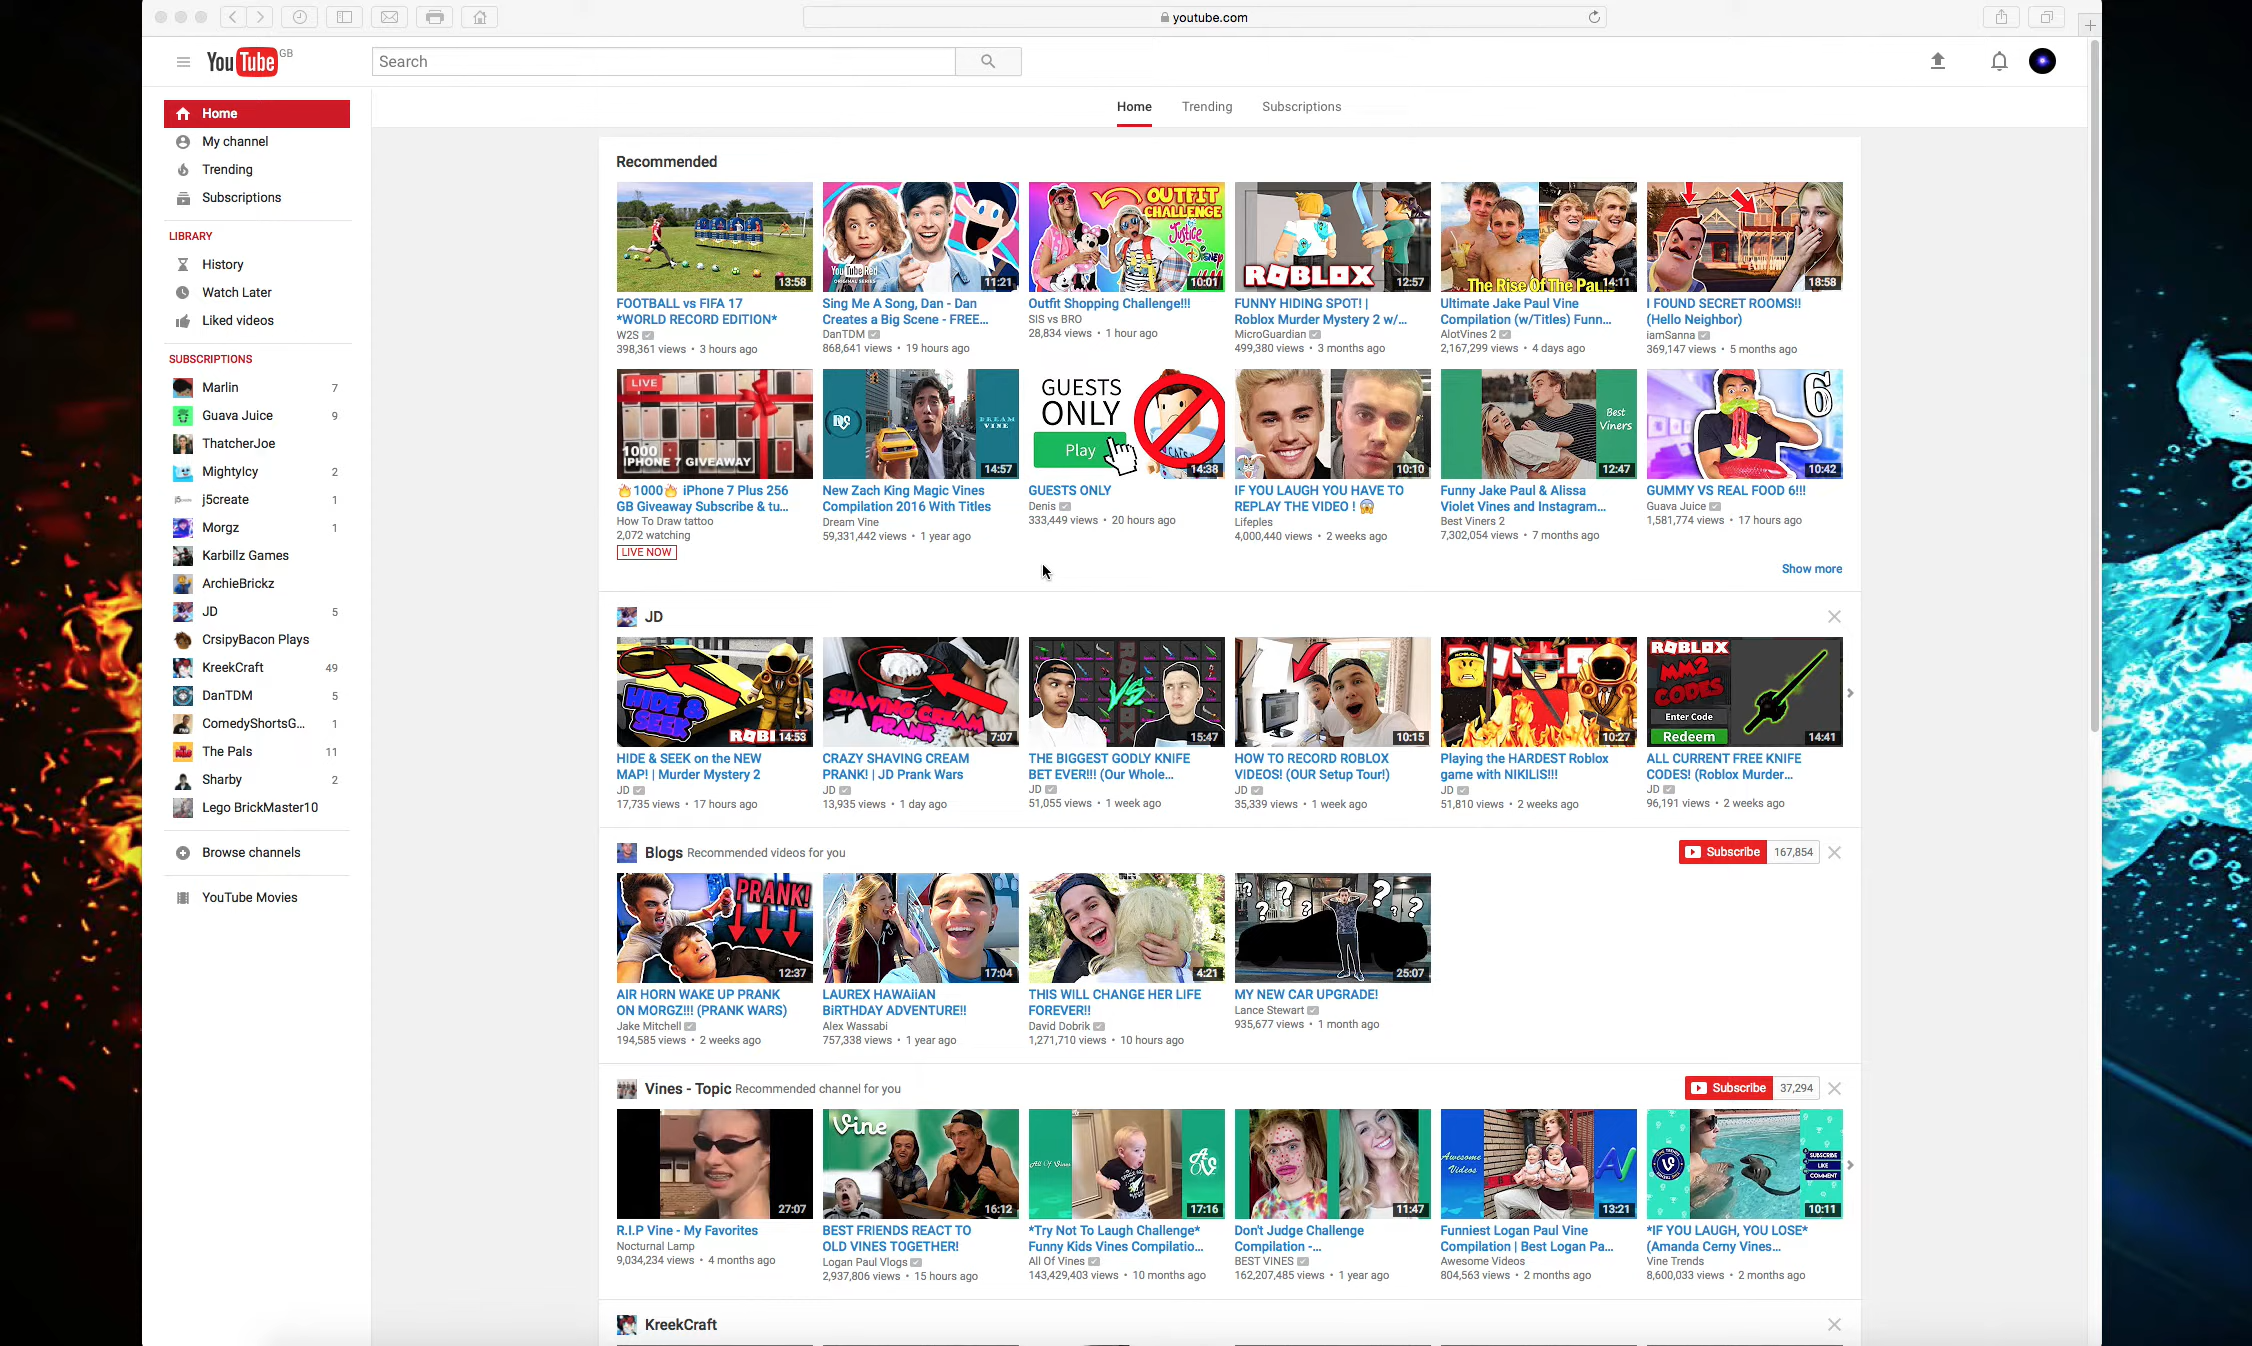 youtube.com
YouTube GB
Search
Home
Trending
Subscriptions
Home
My channel
Trending
Subscriptions
LIBRARY
History
Watch Later
Liked videos
SUBSCRIPTIONS
Marlin 7
Guava Juice 9
ThatcherJoe
MightyIcy 2
j5create 1
Morgz 1
Karbillz Games
ArchieBrickz
JD 5
CrsipyBacon Plays
KreekCraft 49
DanTDM 5
ComedyShortsG... 1
The Pals 11
Sharby 2
Lego BrickMaster10
Browse channels
YouTube Movies
Recommended
13:58
FOOTBALL vs FIFA 17
*WORLD RECORD EDITION*
W2S
398,361 views • 3 hours ago
You Tube Red
ORIGINAL SERIES
11:21
Sing Me A Song, Dan - Dan
Creates a Big Scene - FREE...
DanTDM
868,641 views • 19 hours ago
OUTFIT
CHALLENGE
Justice
DISNEY
10:01
Outfit Shopping Challenge!!!
SIS vs BRO
28,834 views • 1 hour ago
ROBLOX
12:57
FUNNY HIDING SPOT! |
Roblox Murder Mystery 2 w/...
MicroGuardian
499,380 views • 3 months ago
The Rise Of The Pau
14:11
Ultimate Jake Paul Vine
Compilation (w/Titles) Funn...
AlotVines 2
2,167,299 views • 4 days ago
18:58
I FOUND SECRET ROOMS!!
(Hello Neighbor)
iamSanna
369,147 views • 5 months ago
LIVE
1000
IPHONE 7 GIVEAWAY
🔥1000🔥 iPhone 7 Plus 256
GB Giveaway Subscribe & tu...
How To Draw tattoo
2,072 watching
LIVE NOW
DREAM
VINE
14:57
New Zach King Magic Vines
Compilation 2016 With Titles
Dream Vine
59,331,442 views • 1 year ago
GUESTS
ONLY
Play
14:38
GUESTS ONLY
Denis
333,449 views • 20 hours ago
10:10
IF YOU LAUGH YOU HAVE TO
REPLAY THE VIDEO ! 😱
Lifeples
4,000,440 views • 2 weeks ago
Best
Viners
12:47
Funny Jake Paul & Alissa
Violet Vines and Instagram...
Best Viners 2
7,302,054 views • 7 months ago
6
10:42
GUMMY VS REAL FOOD 6!!!
Guava Juice
1,581,774 views • 17 hours ago
Show more
JD
HIDE &
SEEK
ROBL
14:53
HIDE & SEEK on the NEW
MAP! | Murder Mystery 2
JD
17,735 views • 17 hours ago
SHAVING CREAM
PRANK
7:07
CRAZY SHAVING CREAM
PRANK! | JD Prank Wars
JD
13,935 views • 1 day ago
VS
15:47
THE BIGGEST GODLY KNIFE
BET EVER!!! (Our Whole...
JD
51,055 views • 1 week ago
10:15
HOW TO RECORD ROBLOX
VIDEOS! (OUR Setup Tour!)
JD
35,339 views • 1 week ago
10:27
Playing the HARDEST Roblox
game with NIKILIS!!!
JD
51,810 views • 2 weeks ago
ROBLOX
MM2
CODES
Enter Code
Redeem
14:41
ALL CURRENT FREE KNIFE
CODES! (Roblox Murder...
JD
96,191 views • 2 weeks ago
Blogs Recommended videos for you
Subscribe 167,854
PRANK!
12:37
AIR HORN WAKE UP PRANK
ON MORGZ!!! (PRANK WARS)
Jake Mitchell
194,585 views • 2 weeks ago
17:04
LAUREX HAWAiiAN
BiRTHDAY ADVENTURE!!
Alex Wassabi
757,338 views • 1 year ago
4:21
THIS WILL CHANGE HER LIFE
FOREVER!!
David Dobrik
1,271,710 views • 10 hours ago
? ? ? ? ? ?
25:07
MY NEW CAR UPGRADE!
Lance Stewart
935,677 views • 1 month ago
Vines - Topic Recommended channel for you
Subscribe 37,294
27:07
R.I.P Vine - My Favorites
Nocturnal Lamp
9,034,234 views • 4 months ago
Vine
16:12
BEST FRIENDS REACT TO
OLD VINES TOGETHER!
Logan Paul Vlogs
2,937,806 views • 15 hours ago
All Of Vines
17:16
*Try Not To Laugh Challenge*
Funny Kids Vines Compilatio...
All Of Vines
143,429,403 views • 10 months ago
11:47
Don't Judge Challenge
Compilation -...
BEST VINES
162,207,485 views • 1 year ago
Awesome
Videos
AV
13:21
Funniest Logan Paul Vine
Compilation | Best Logan Pa...
Awesome Videos
804,563 views • 2 months ago
SUBSCRIBE
LIKE
COMMENT
10:11
*IF YOU LAUGH, YOU LOSE*
(Amanda Cerny Vines...
Vine Trends
8,600,033 views • 2 months ago
KreekCraft